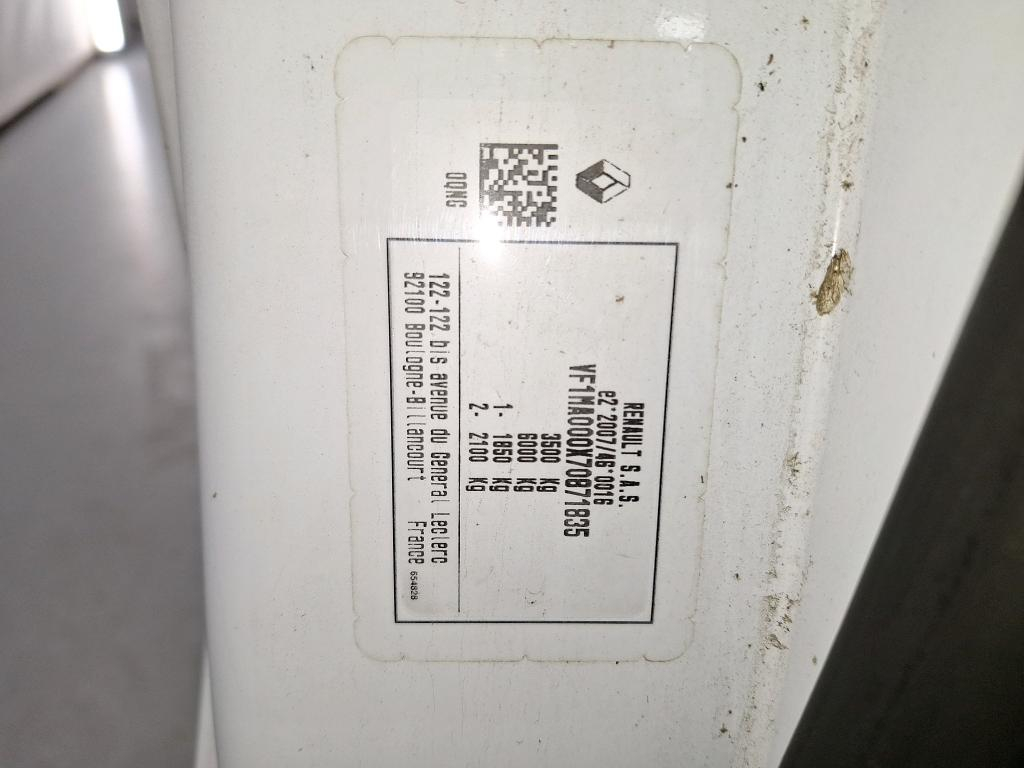 OQNG
RENAULT S.A.S.
e2*2007/46*0016
VF1MA000X70871835
3500 kg
6000 kg
1- 1850 kg
2- 2100 kg
122-122 bis avenue du General Leclerc
92100 Boulogne-Billancourt France 654828